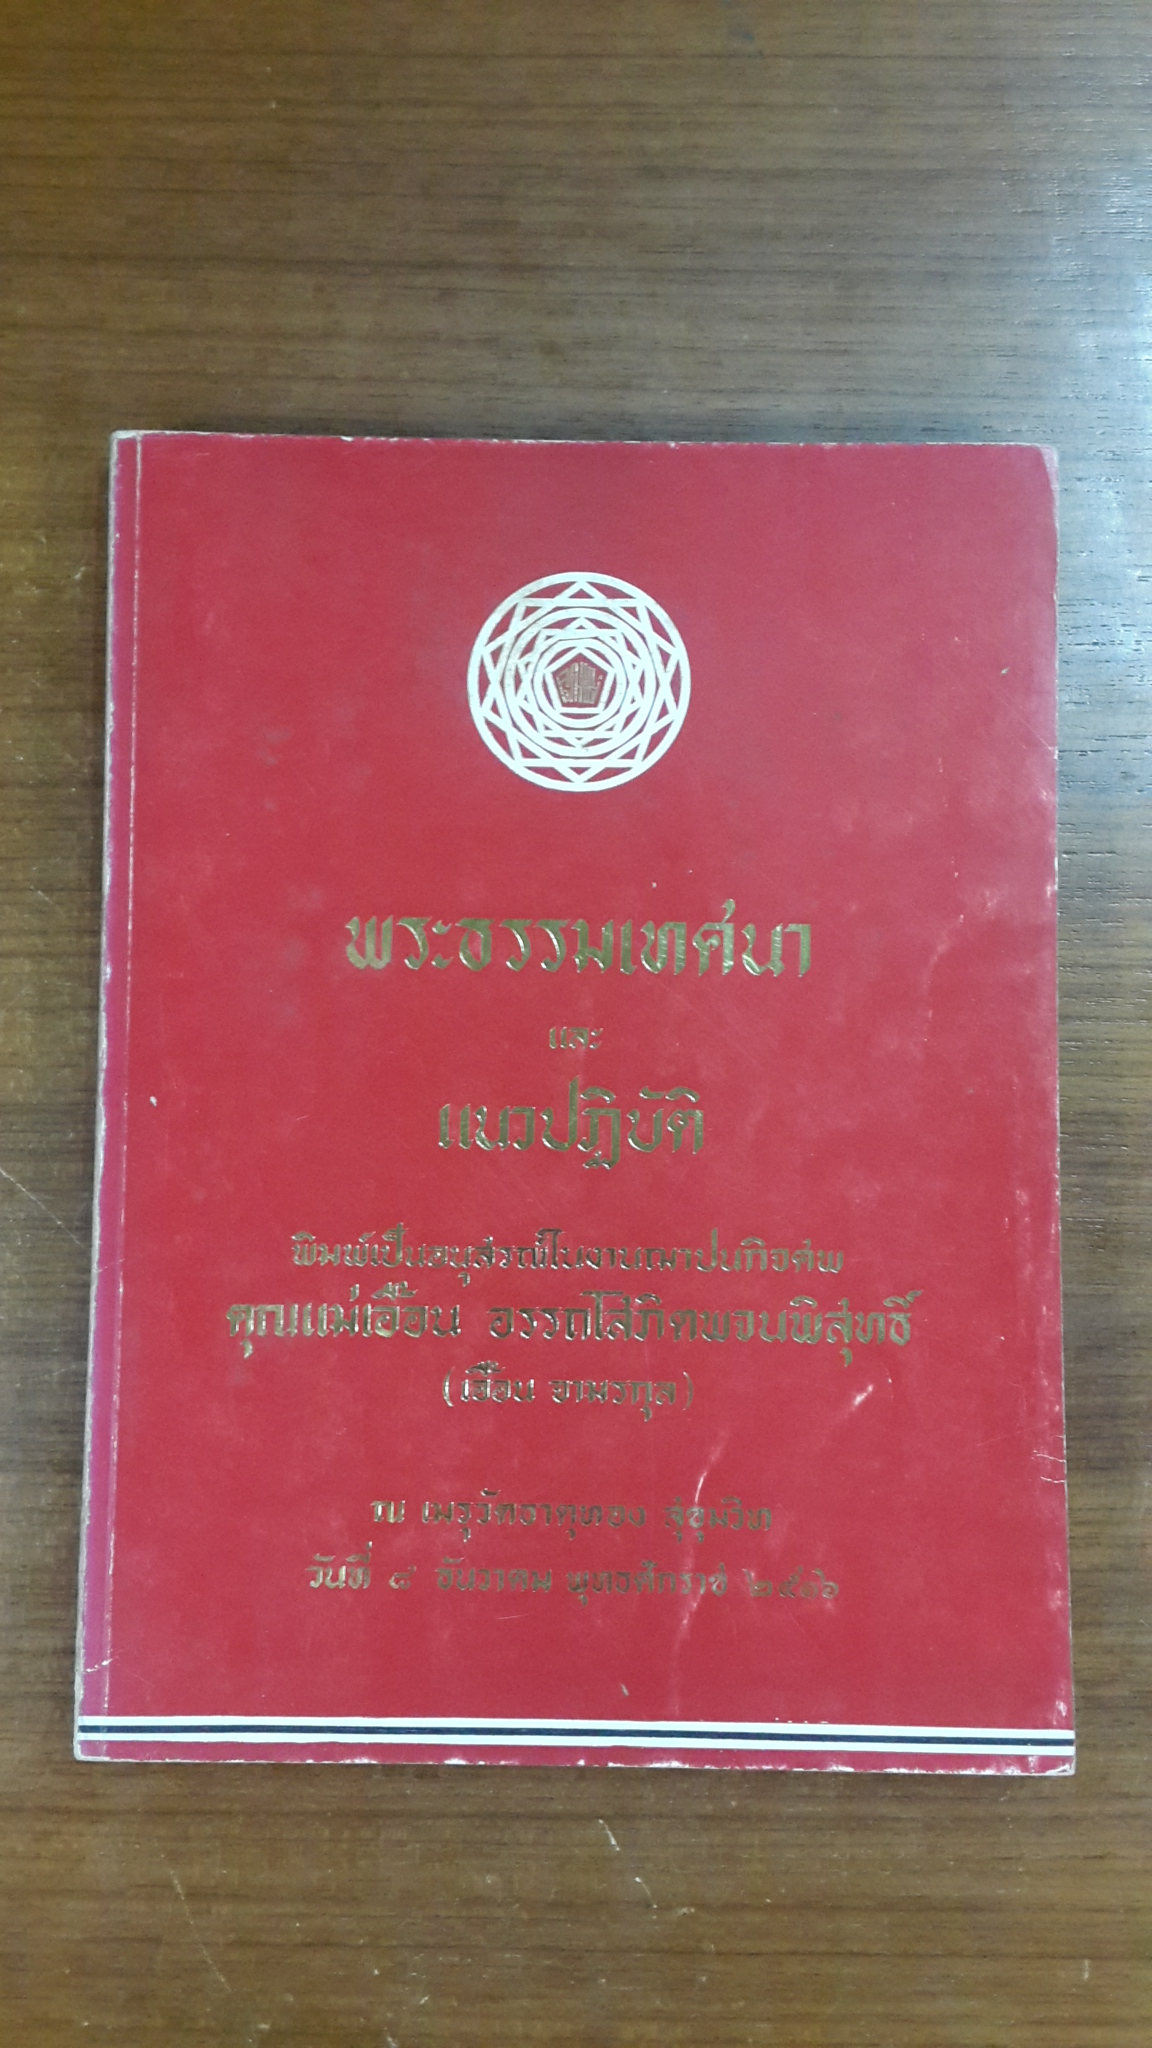 พระธรรมเทศนา
และ
แนวปฏิบัติ
พิมพ์เป็นอนุสรณ์ในงานฌาปนกิจศพ
คุณแม่เอื้อน อรรถโสภิตพจนพิสุทธิ์
(เอื้อน จามรกุล)
ณ เมรุวัดธาตุทอง สุขุมวิท
วันที่ ๘ ธันวาคม พุทธศักราช ๒๕๑๖